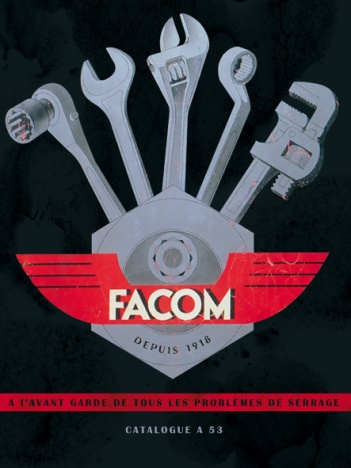 FACOM
DEPUIS 1918
A L'AVANT GARDE DE TOUS LES PROBLÈMES DE SERRAGE
CATALOGUE A 53